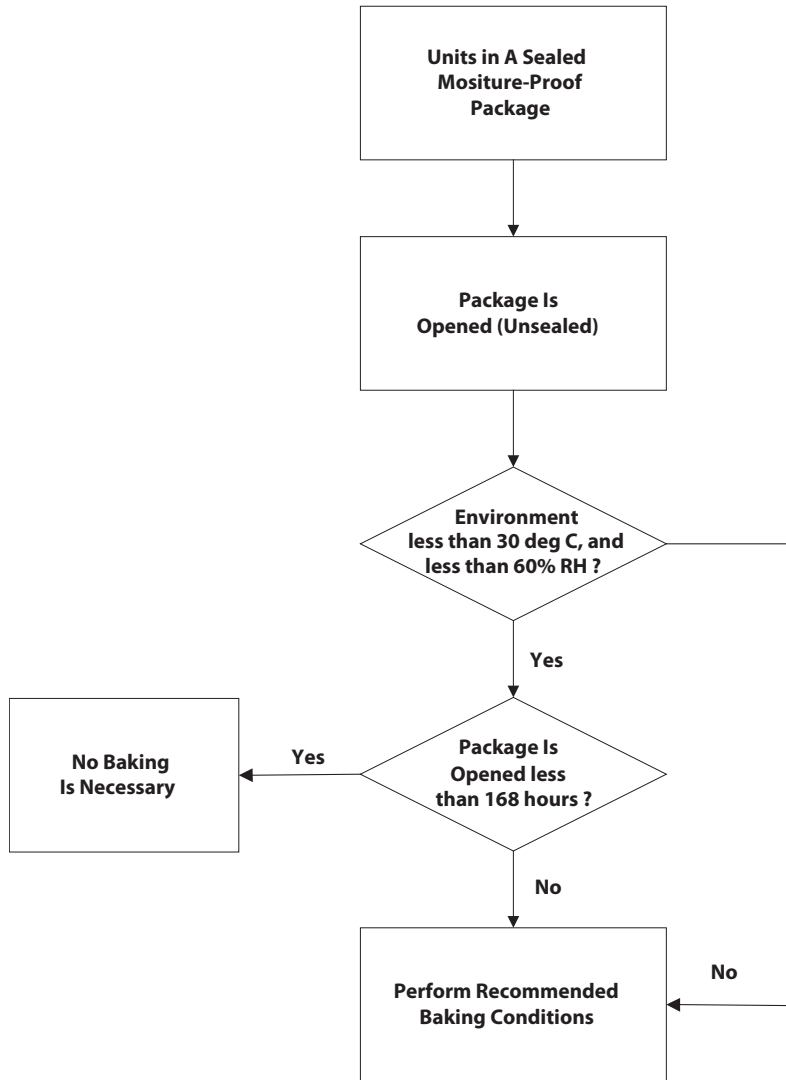 Units in A Sealed
Mositure-Proof
Package
Package Is
Opened (Unsealed)
Environment
less than 30 deg C, and
less than 60% RH ?
Yes
No Baking
Is Necessary
Yes
Package Is
Opened less
than 168 hours ?
No
Perform Recommended
Baking Conditions
No